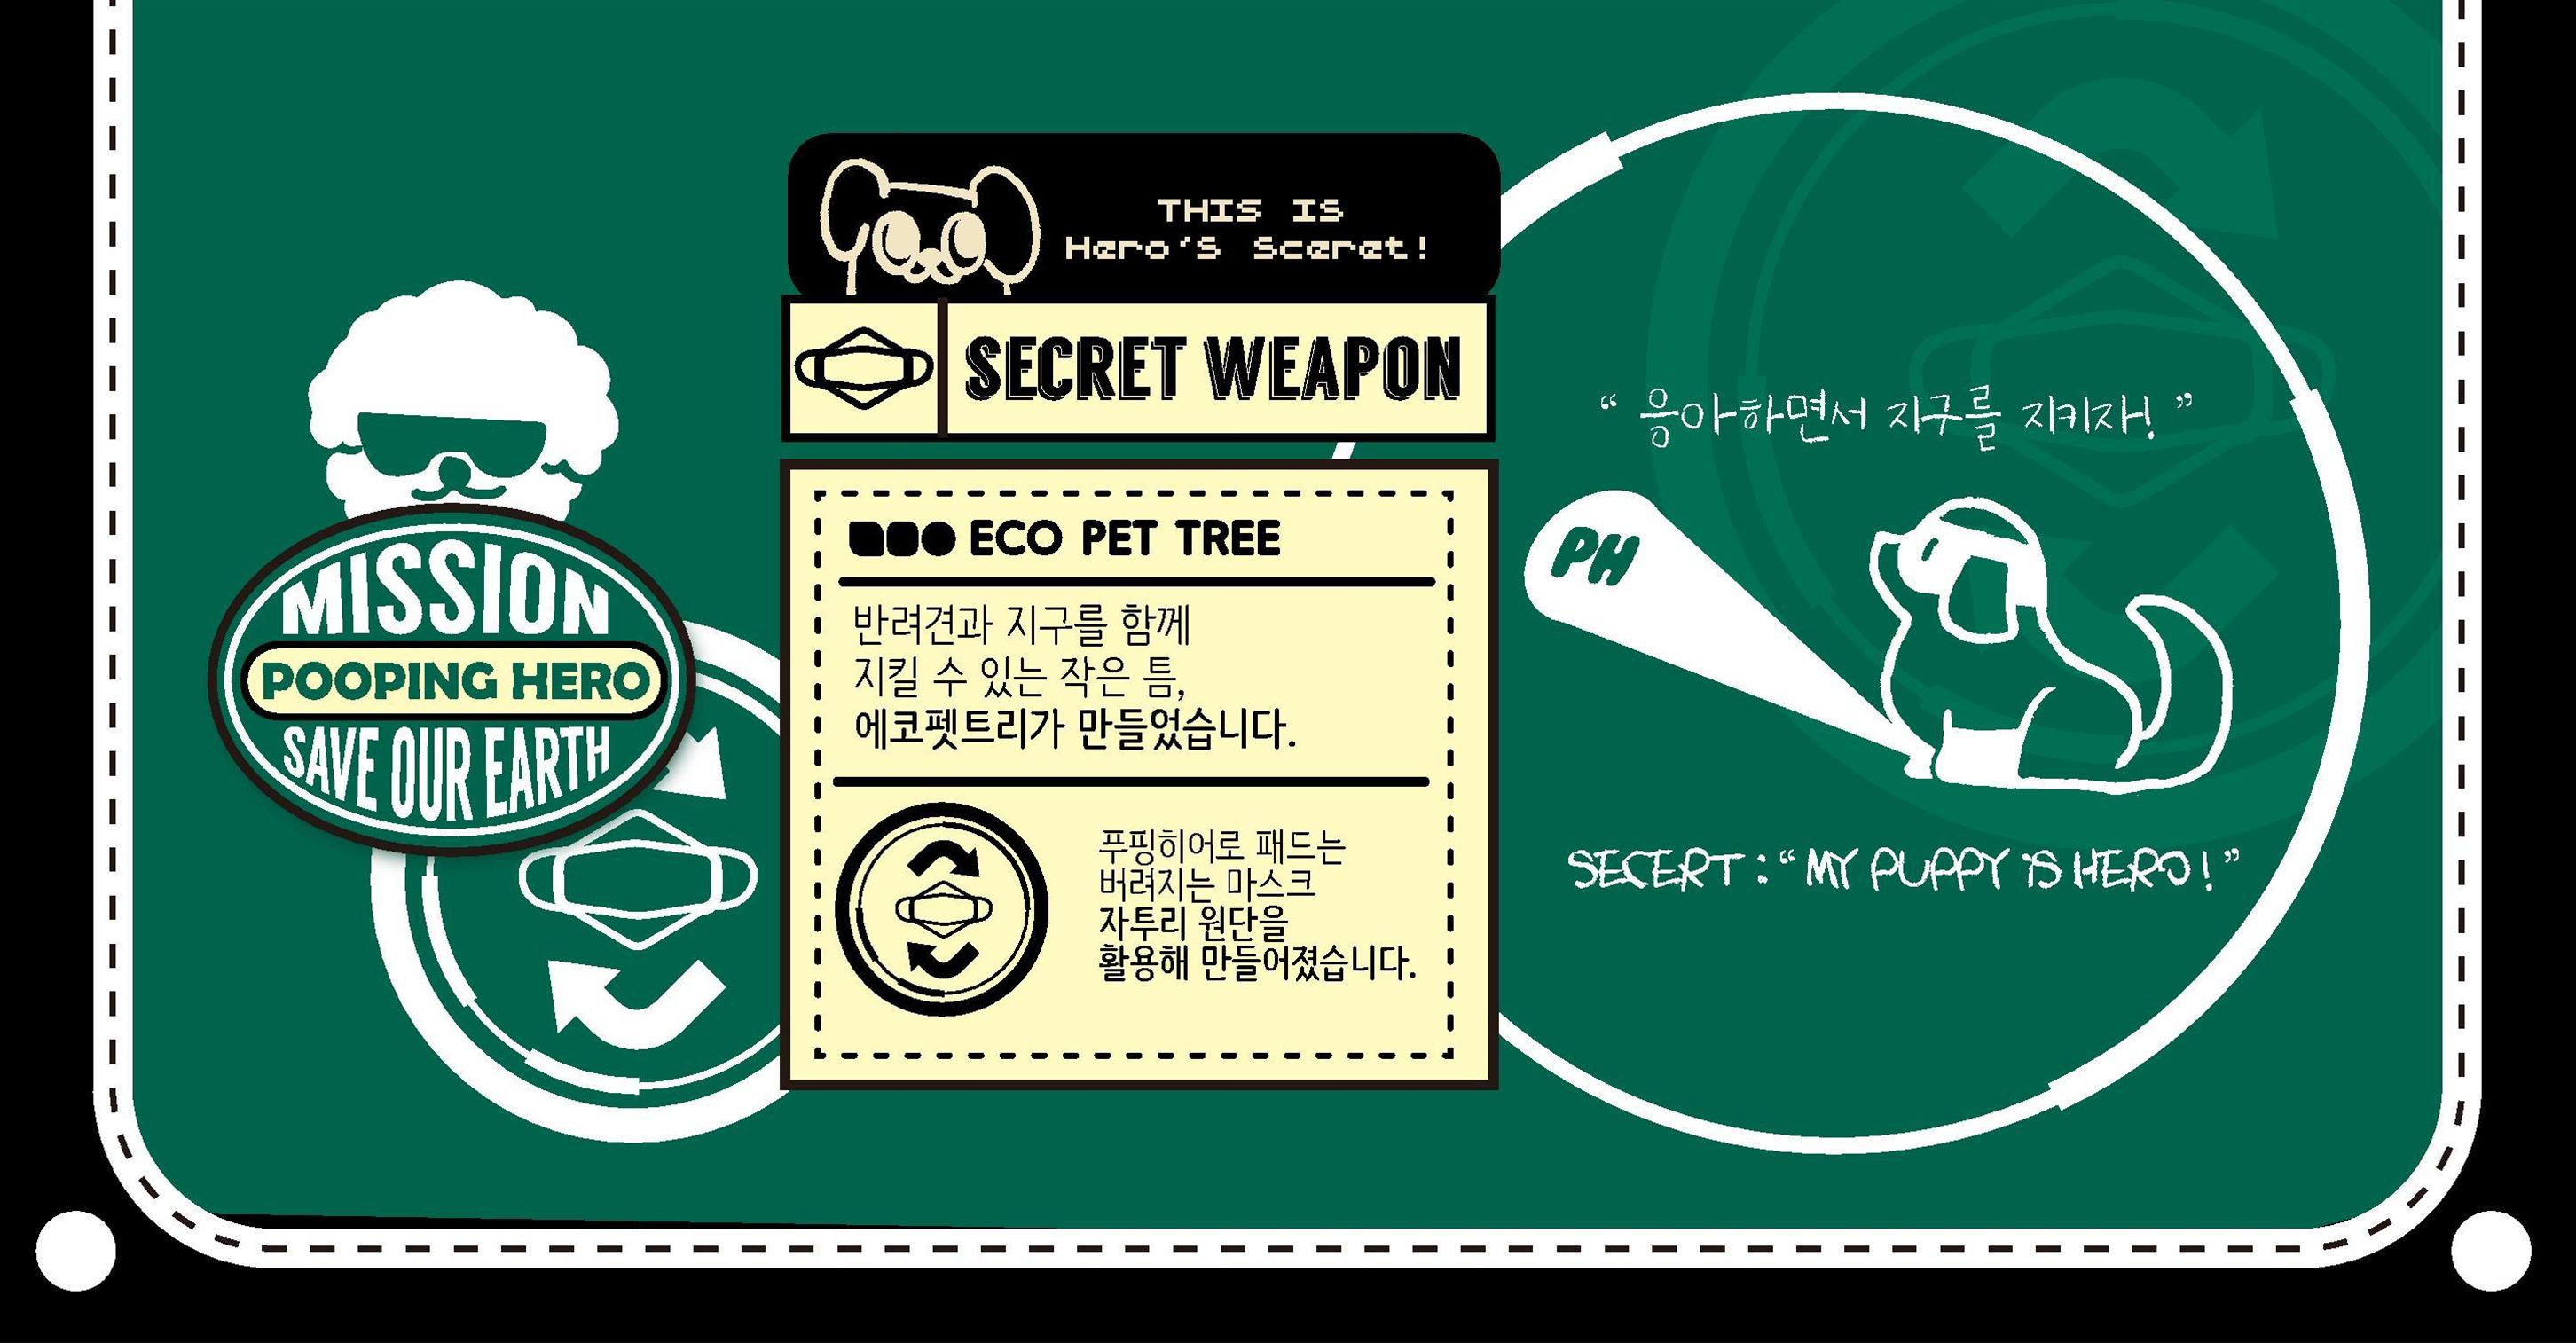 THIS IS
Hero'S Sceret!
SECRET WEAPON
MISSION
POOPING HERO
SAVE OUR EARTH
ECO PET TREE
반려견과 지구를 함께
지킬 수 있는 작은 틈,
에코펫트리가 만들었습니다.
푸핑히어로 패드는
버려지는 마스크
자투리 원단을
활용해 만들어졌습니다.
“ 응아하면서 지구를 지키자! ”
PH
SECERT : “ MY PUPPY IS HERO! ”